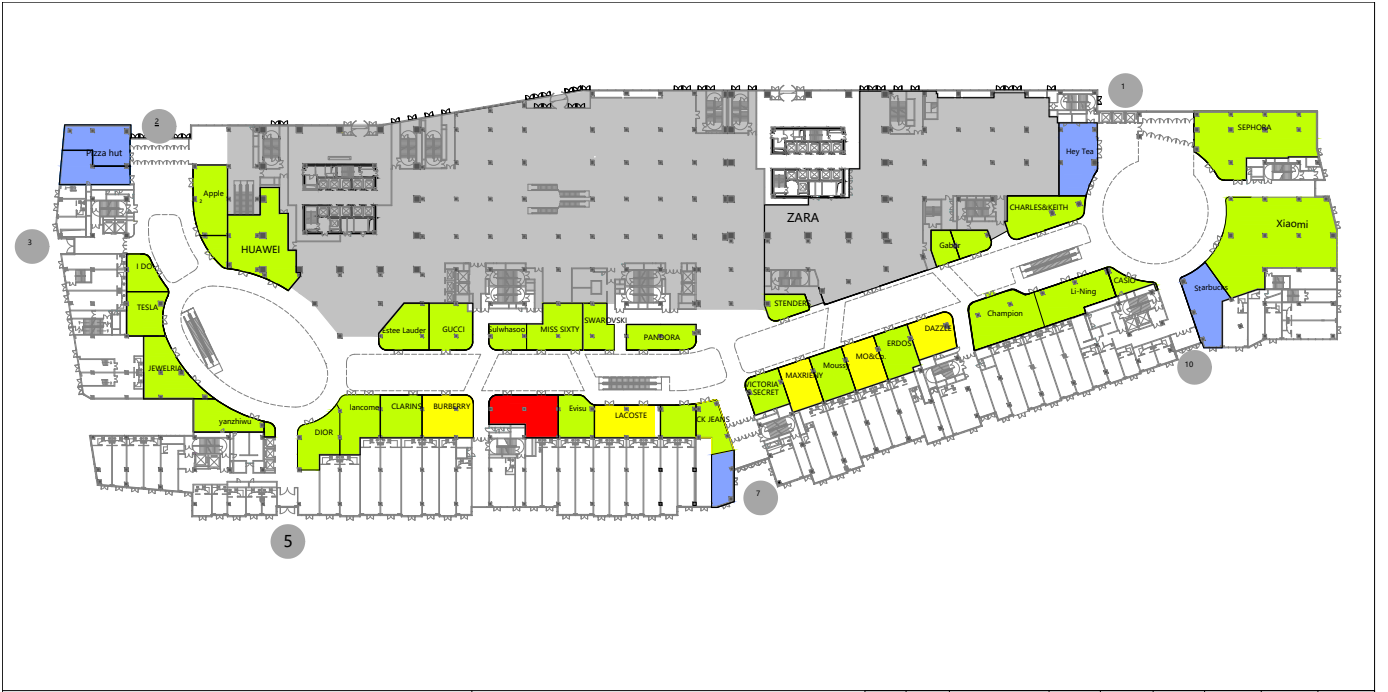 1
2
SEPHORA
Pizza hut
Hey Tea
Apple
2
CHARLES&KEITH
ZARA
Xiaomi
3
HUAWEI
Gabor
I DO
CASIO
Starbucks
Li-Ning
TESLA
STENDERS
Champion
SWAROVSKI
Estee Lauder
GUCCI
Sulwhason
MISS SIXTY
PANDORA
DAZZLE
ERDOS
MO&Co.
Moussy
JEWELRIA
MAXRIENY
10
VICTORIA
SECRET
lancome
CLARINS
BURBERRY
Evisu
LACOSTE
CK JEANS
yanzhiwu
DIOR
7
5